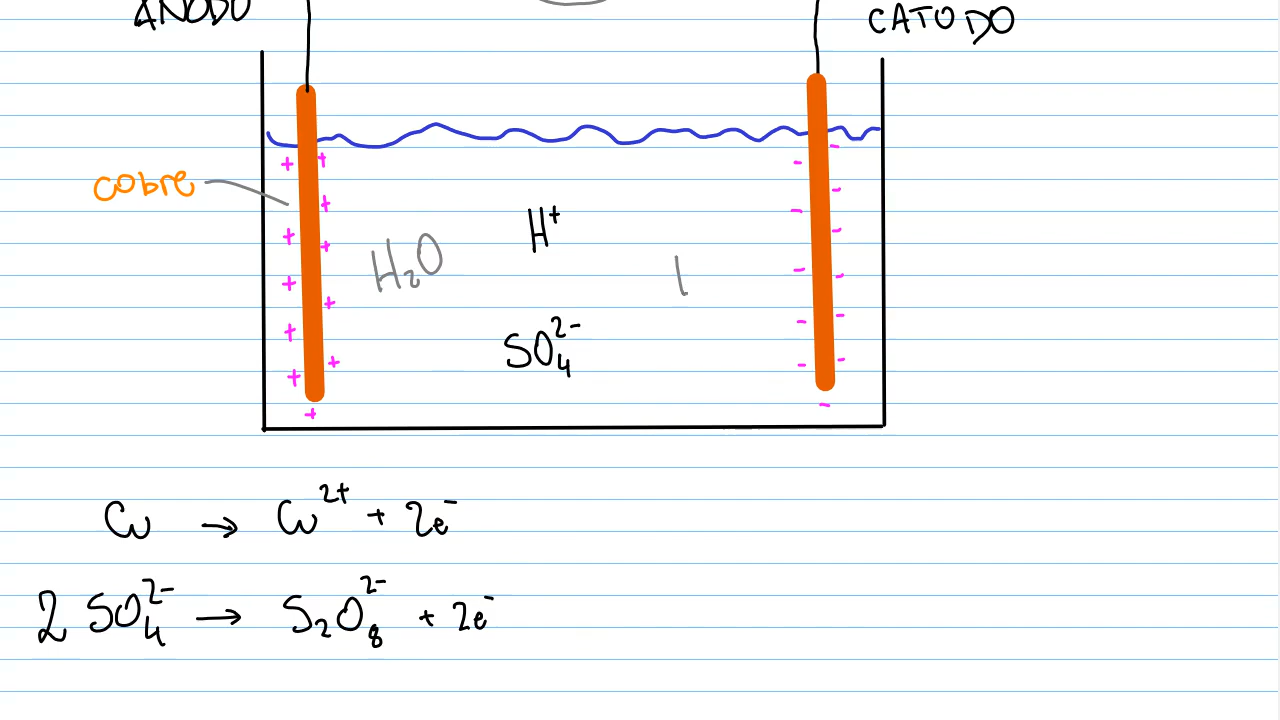 ANODO
CATODO
cobre
+ + + + + + + + + + +
- - - - - - - - - - -
H⁺
H₂O
SO₄²⁻
Cu → Cu²⁺ + 2e⁻
2 SO₄²⁻ → S₂O₈²⁻ + 2e⁻